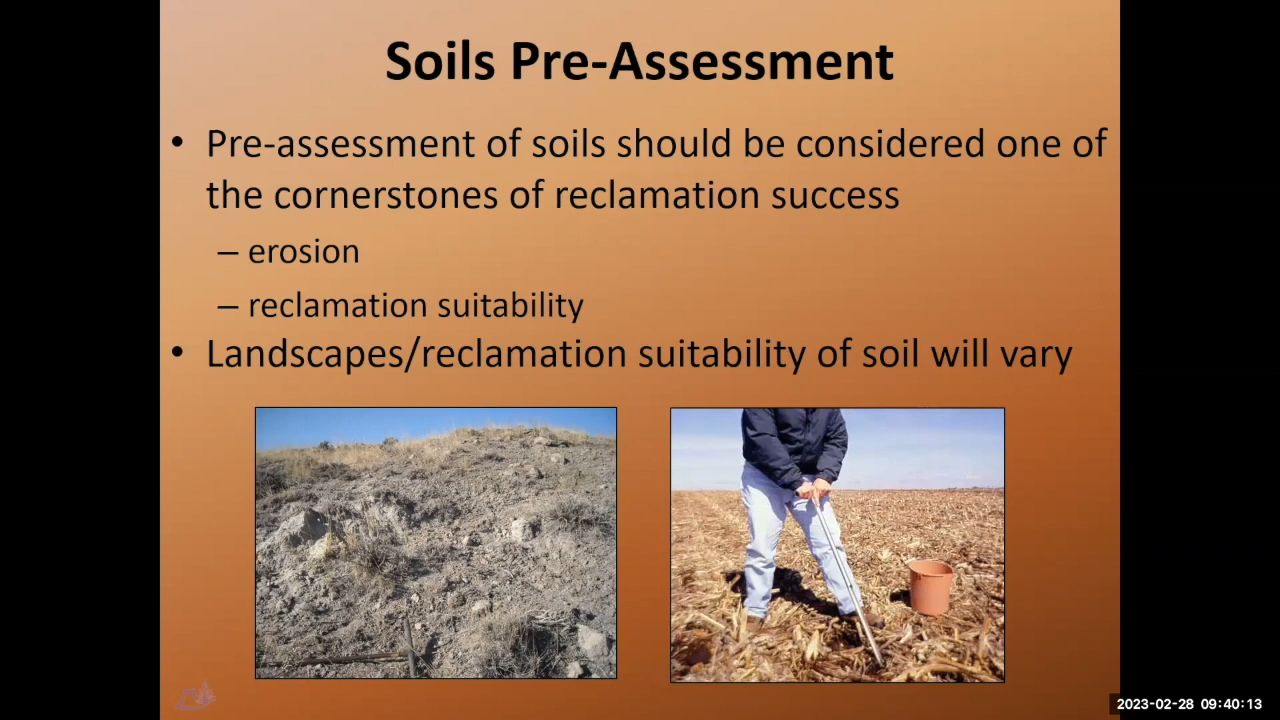 Soils Pre-Assessment
• Pre-assessment of soils should be considered one of
the cornerstones of reclamation success
– erosion
– reclamation suitability
• Landscapes/reclamation suitability of soil will vary
2023-02-28 09:40:13